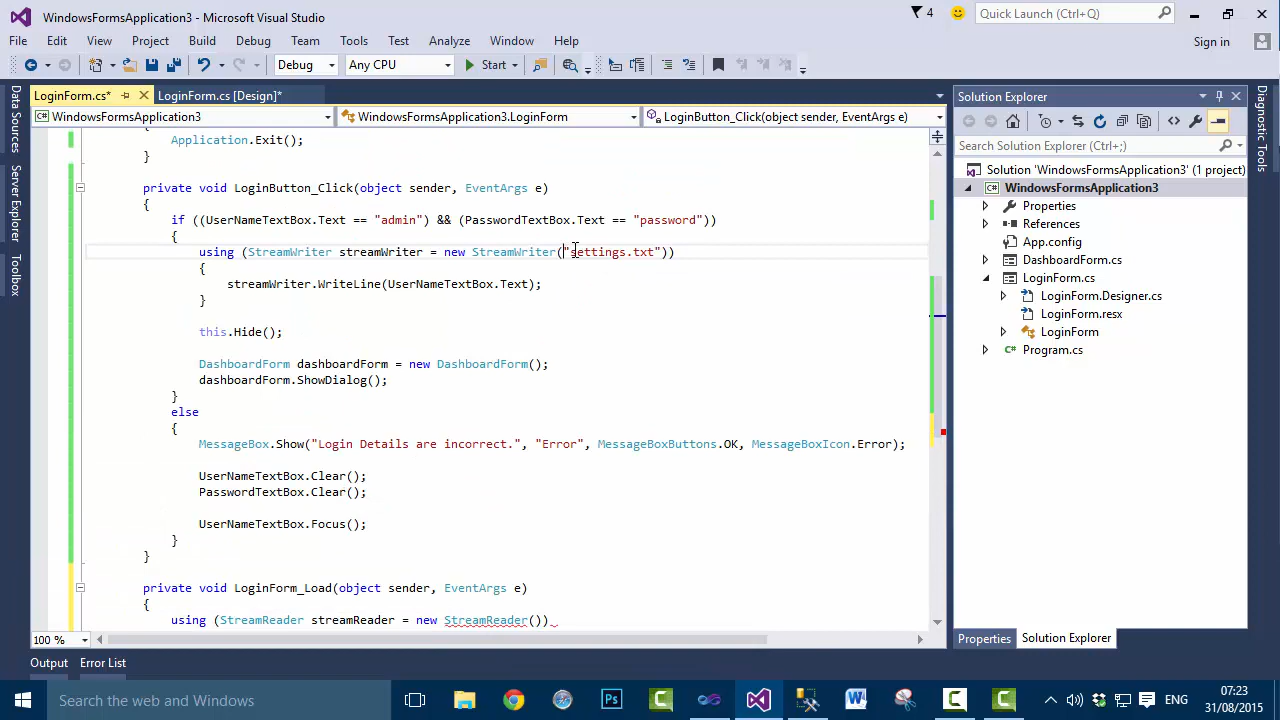 WindowsFormsApplication3 - Microsoft Visual Studio
4
Quick Launch (Ctrl+Q)
File Edit View Project Build Debug Team Tools Test Analyze Window Help
Sign in
Debug Any CPU Start
LoginForm.cs* LoginForm.cs [Design]*
WindowsFormsApplication3 WindowsFormsApplication3.LoginForm LoginButton_Click(object sender, EventArgs e)
Data Sources
Server Explorer
Toolbox
Application.Exit();
}
private void LoginButton_Click(object sender, EventArgs e)
{
if ((UserNameTextBox.Text == "admin") && (PasswordTextBox.Text == "password"))
{
using (StreamWriter streamWriter = new StreamWriter("settings.txt"))
{
streamWriter.WriteLine(UserNameTextBox.Text);
}
this.Hide();
DashboardForm dashboardForm = new DashboardForm();
dashboardForm.ShowDialog();
}
else
{
MessageBox.Show("Login Details are incorrect.", "Error", MessageBoxButtons.OK, MessageBoxIcon.Error);
UserNameTextBox.Clear();
PasswordTextBox.Clear();
UserNameTextBox.Focus();
}
}
private void LoginForm_Load(object sender, EventArgs e)
{
using (StreamReader streamReader = new StreamReader())
100 %
Solution Explorer
Search Solution Explorer (Ctrl+;)
Solution 'WindowsFormsApplication3' (1 project)
WindowsFormsApplication3
Properties
References
App.config
DashboardForm.cs
LoginForm.cs
LoginForm.Designer.cs
LoginForm.resx
LoginForm
Program.cs
Properties Solution Explorer
Diagnostic Tools
Output Error List
Search the web and Windows
ENG
07:23
31/08/2015